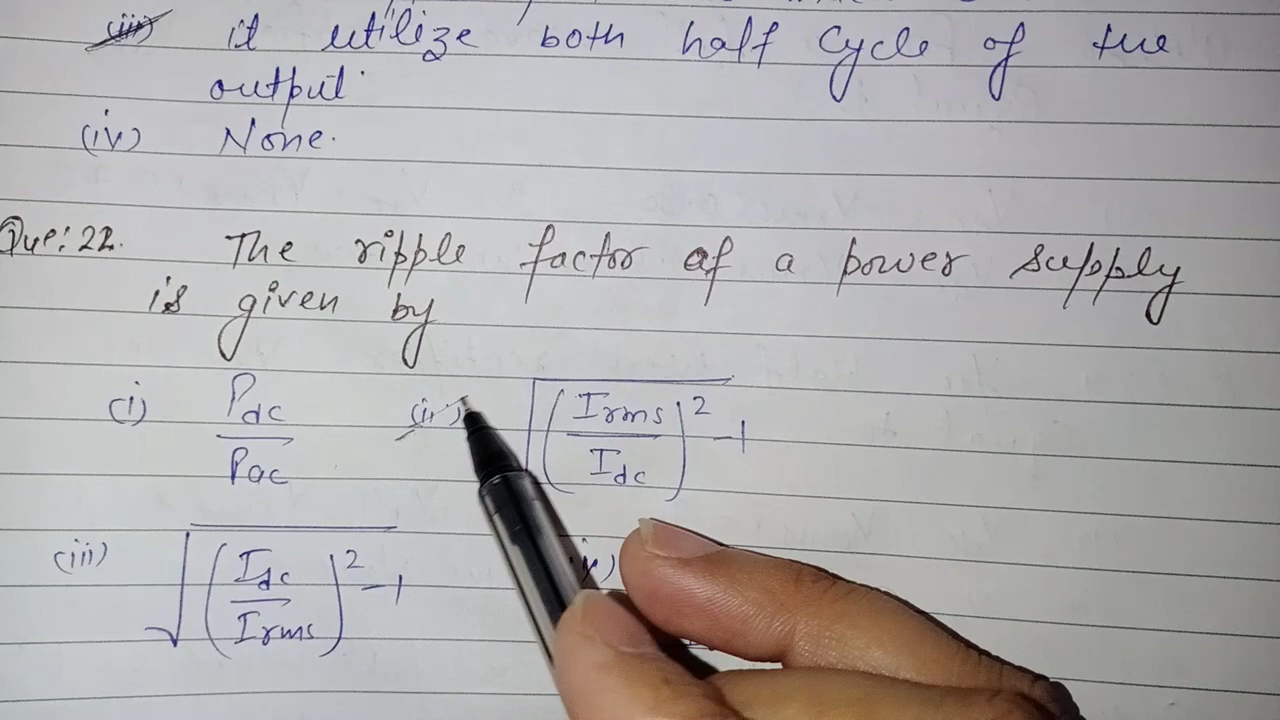 (iii) it utilize both half cycle of the
output.
(iv) None.
Que: 22. The ripple factor of a power supply
is given by
(i) Pdc/Pac (ii) √((Irms/Idc)² - 1)
(iii) √((Idc/Irms)² - 1) iv)